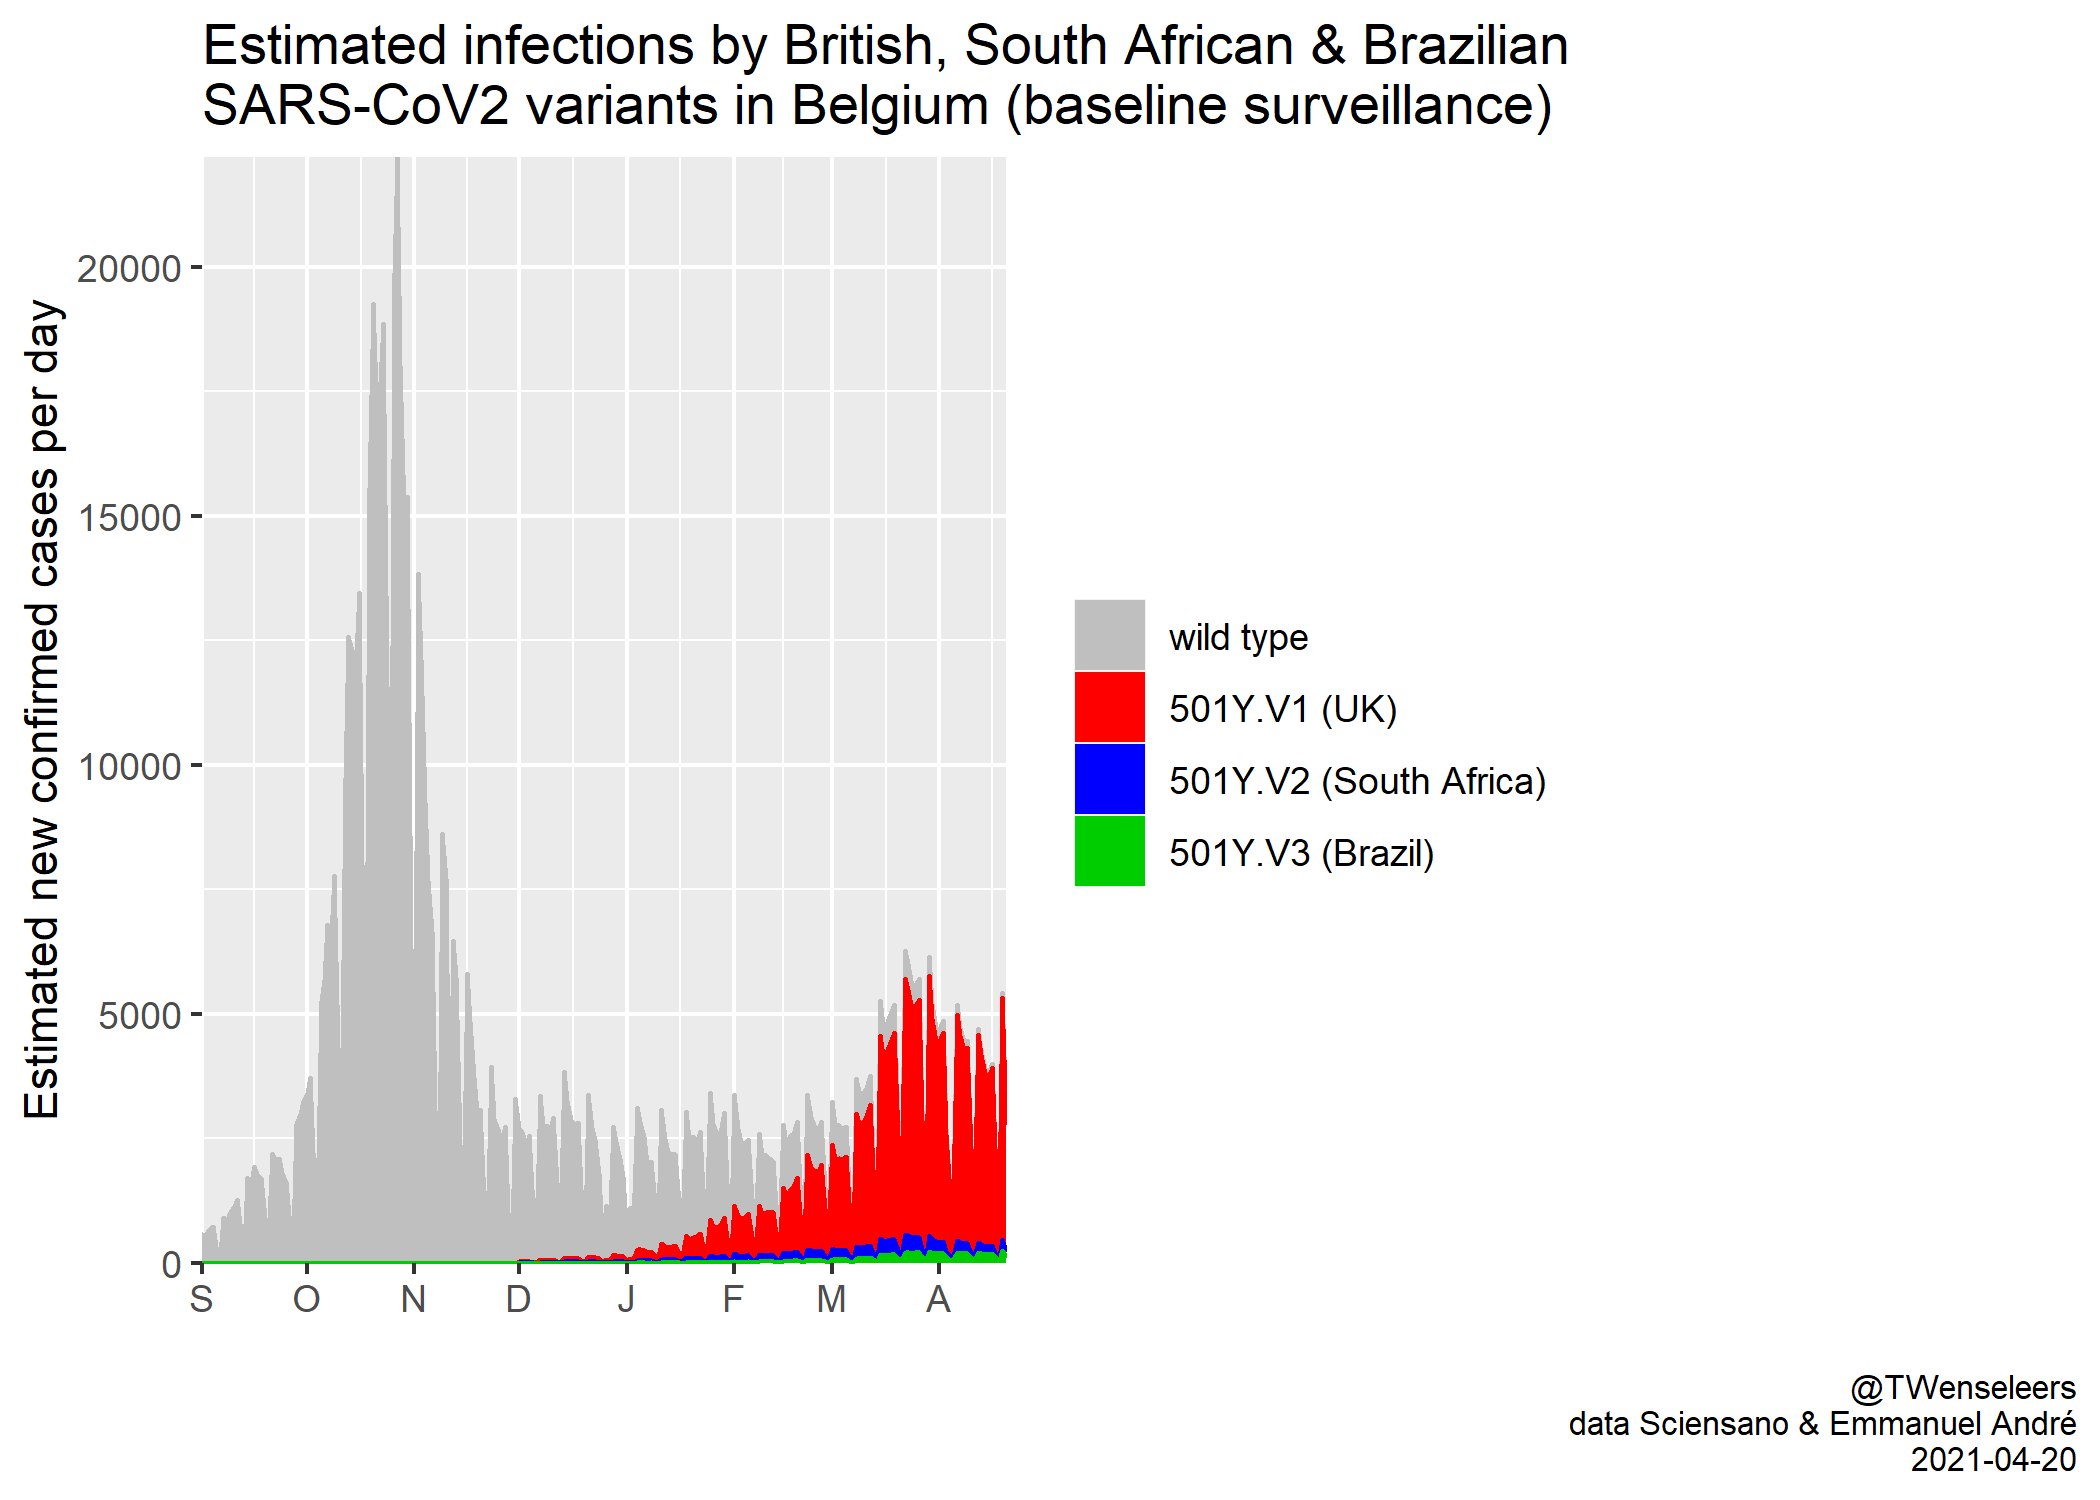 Estimated infections by British, South African & Brazilian
SARS-CoV2 variants in Belgium (baseline surveillance)
Estimated new confirmed cases per day
20000
15000
10000
5000
0
S O N D J F M A
wild type
501Y.V1 (UK)
501Y.V2 (South Africa)
501Y.V3 (Brazil)
@TWenseleers
data Sciensano & Emmanuel André
2021-04-20